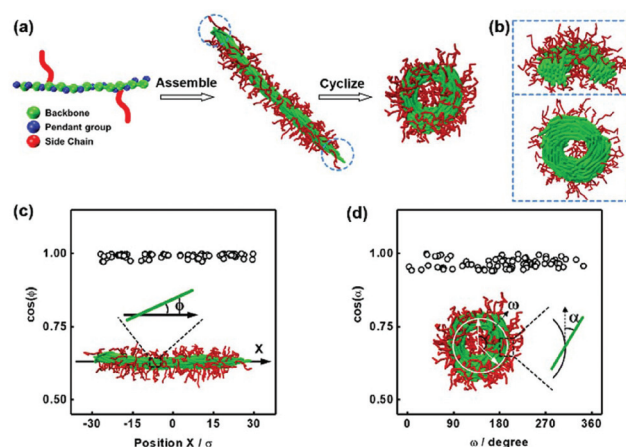 (a)
Assemble
Cyclize
Backbone
Pendant group
Side Chain
(b)
(c)
cos(ϕ)
1.00
0.75
0.50
ϕ
X
-30 -15 0 15 30
Position X / σ
(d)
cos(α)
1.00
0.75
0.50
ω
α
0 90 180 270 360
ω / degree